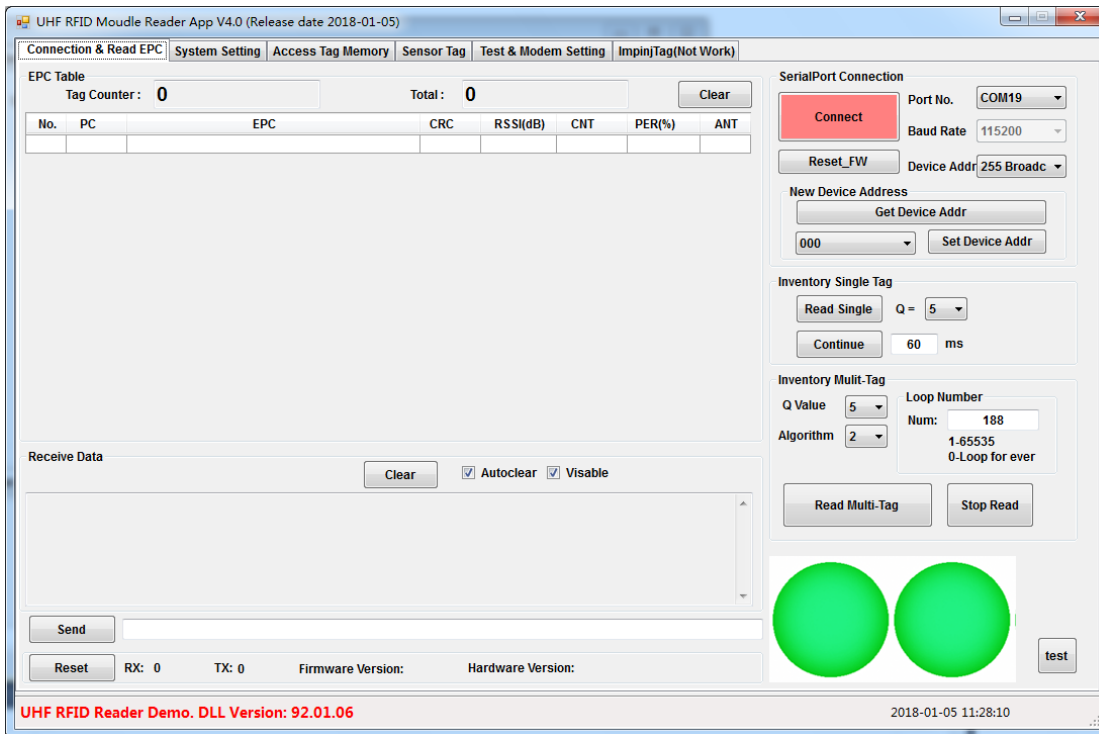 UHF RFID Moudle Reader App V4.0 (Release date 2018-01-05)
Connection & Read EPC System Setting Access Tag Memory Sensor Tag Test & Modem Setting ImpinjTag(Not Work)
EPC Table
Tag Counter : 0 Total : 0 Clear
No. PC EPC CRC RSSI(dB) CNT PER(%) ANT
Receive Data
Clear Autoclear Visable
Send
Reset RX: 0 TX: 0 Firmware Version: Hardware Version:
SerialPort Connection
Connect Port No. COM19
Baud Rate 115200
Reset_FW Device Addr 255 Broadc
New Device Address
Get Device Addr
000 Set Device Addr
Inventory Single Tag
Read Single Q = 5
Continue 60 ms
Inventory Mulit-Tag
Q Value 5
Algorithm 2
Loop Number
Num: 188
1-65535
0-Loop for ever
Read Multi-Tag Stop Read
test
UHF RFID Reader Demo. DLL Version: 92.01.06 2018-01-05 11:28:10